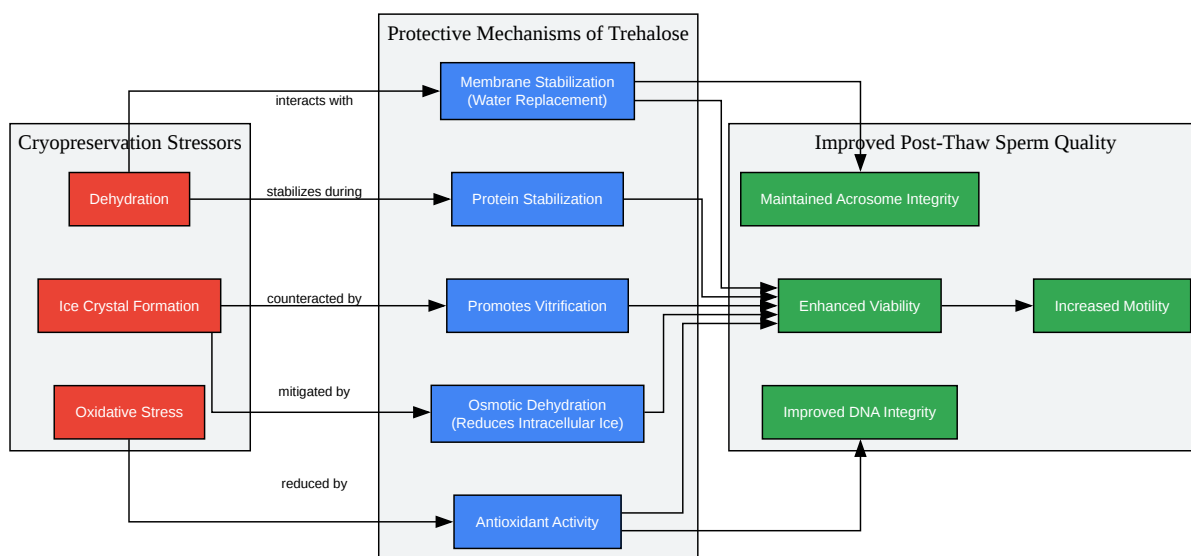 Protective Mechanisms of Trehalose
Membrane Stabilization
(Water Replacement)
interacts with
Cryopreservation Stressors
Improved Post-Thaw Sperm Quality
Dehydration
stabilizes during
Protein Stabilization
Maintained Acrosome Integrity
Ice Crystal Formation
counteracted by
Promotes Vitrification
Enhanced Viability
Increased Motility
mitigated by
Oxidative Stress
Osmotic Dehydration
(Reduces Intracellular Ice)
Improved DNA Integrity
reduced by
Antioxidant Activity